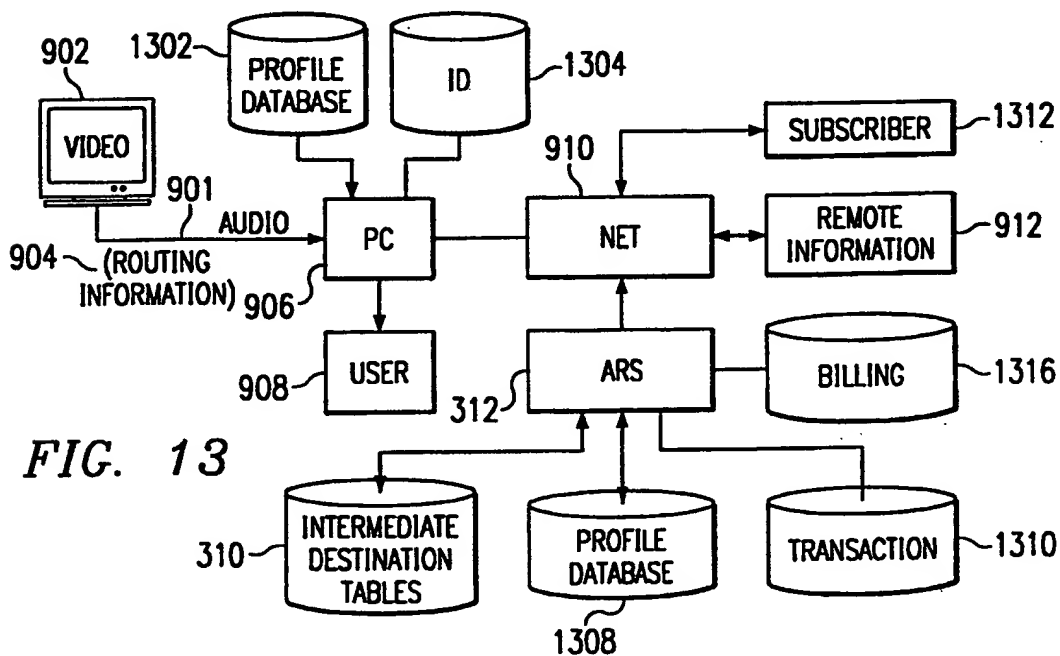 1302
902
PROFILE
DATABASE
ID
1304
VIDEO
901
AUDIO
904
(ROUTING
INFORMATION)
PC
906
910
NET
SUBSCRIBER
1312
REMOTE
INFORMATION
912
USER
908
ARS
312
BILLING
1316
FIG. 13
310
INTERMEDIATE
DESTINATION
TABLES
PROFILE
DATABASE
1308
TRANSACTION
1310